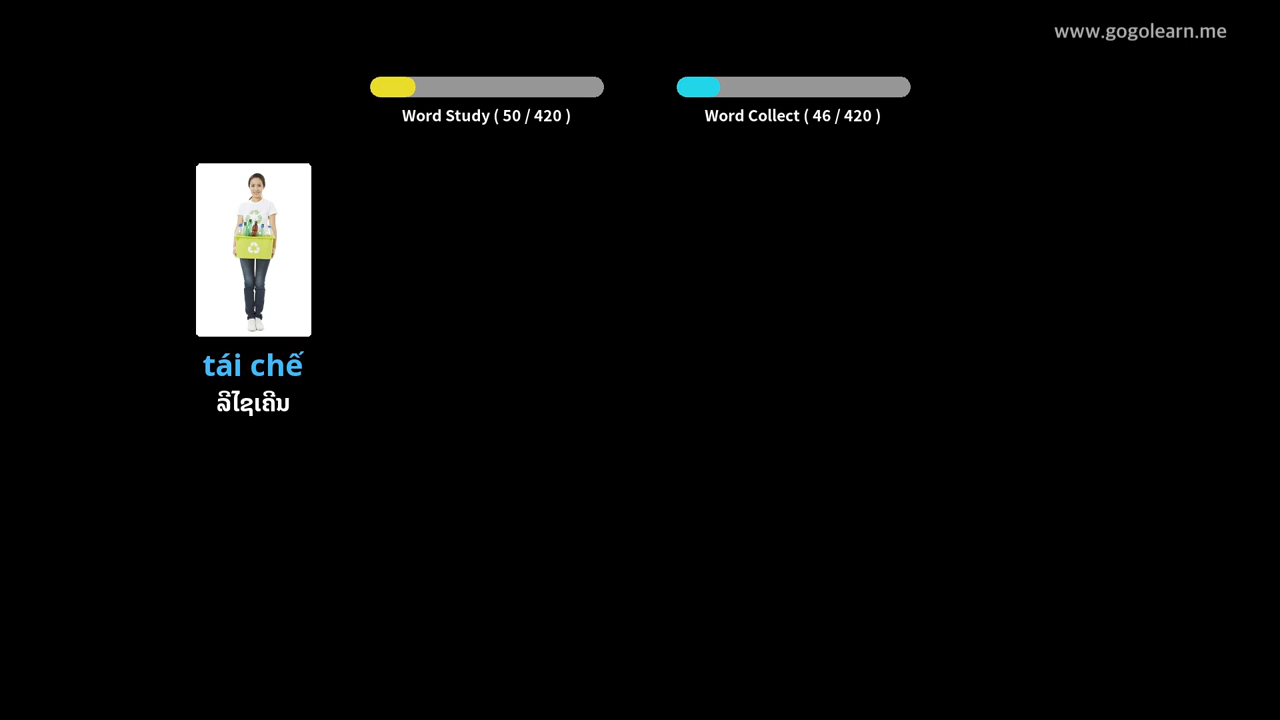 www.gogolearn.me
Word Study ( 50 / 420 )
Word Collect ( 46 / 420 )
tái chế
ລີໄຊເຄີນ